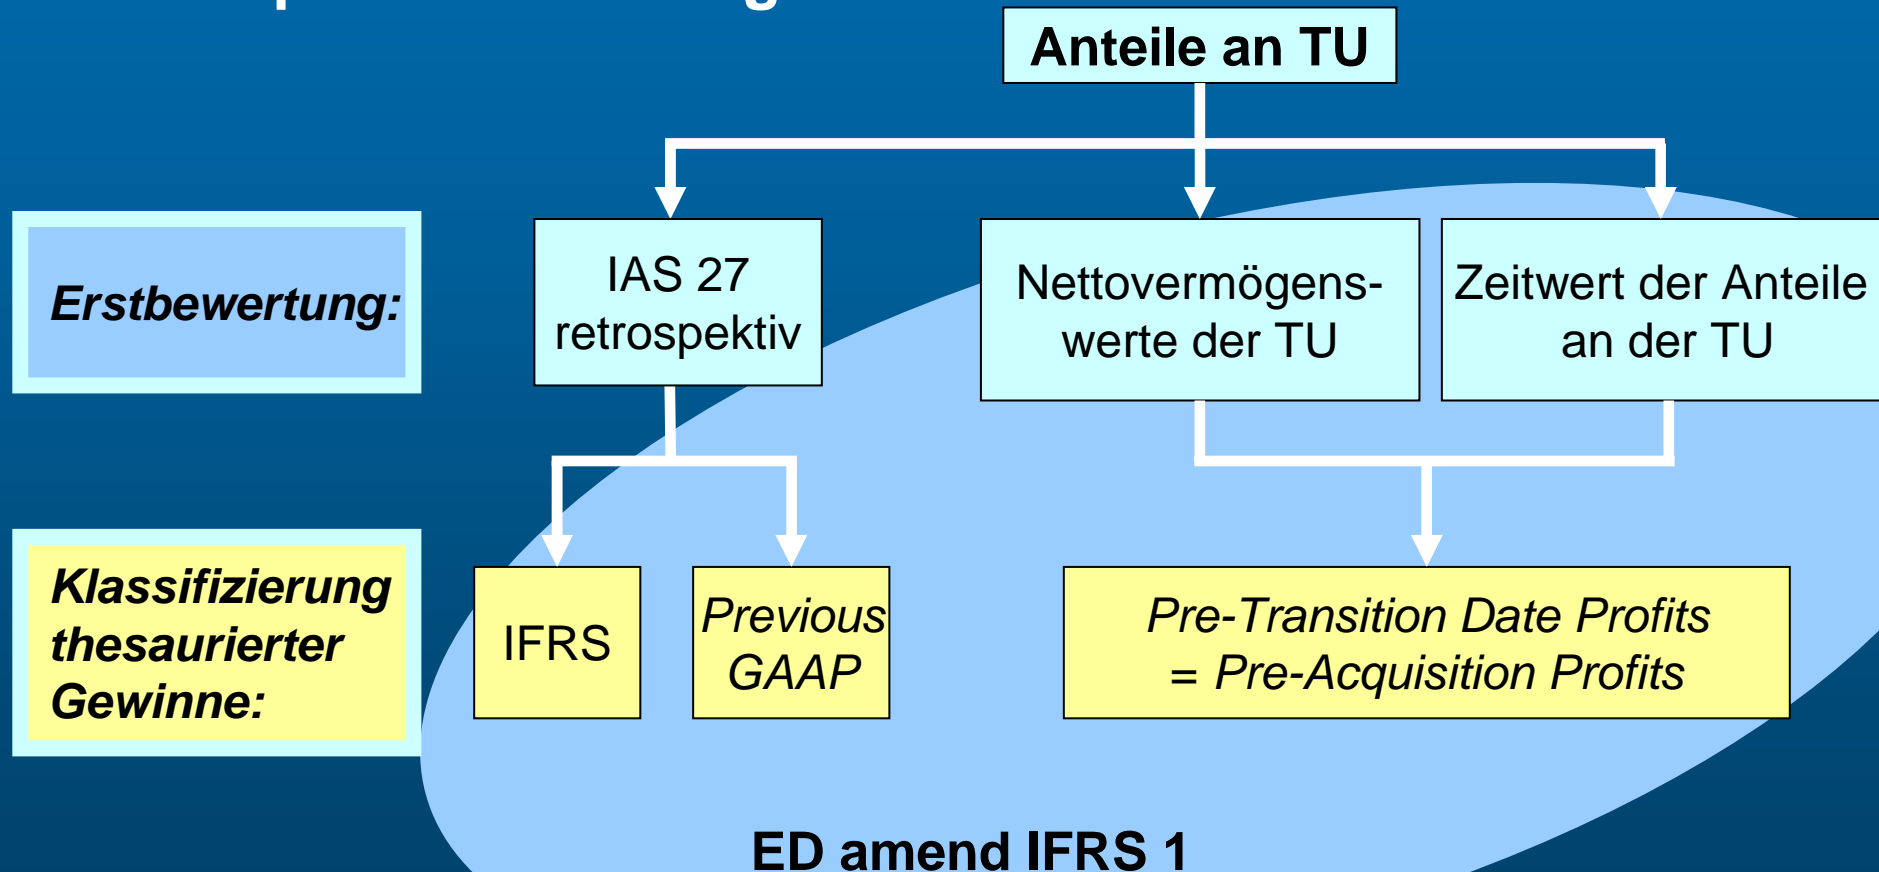 Anteile an TU
Erstbewertung:
IAS 27
retrospektiv
Nettovermögens-
werte der TU
Zeitwert der Anteile
an der TU
Klassifizierung
thesaurierter
Gewinne:
IFRS
Previous
GAAP
Pre-Transition Date Profits
= Pre-Acquisition Profits
ED amend IFRS 1